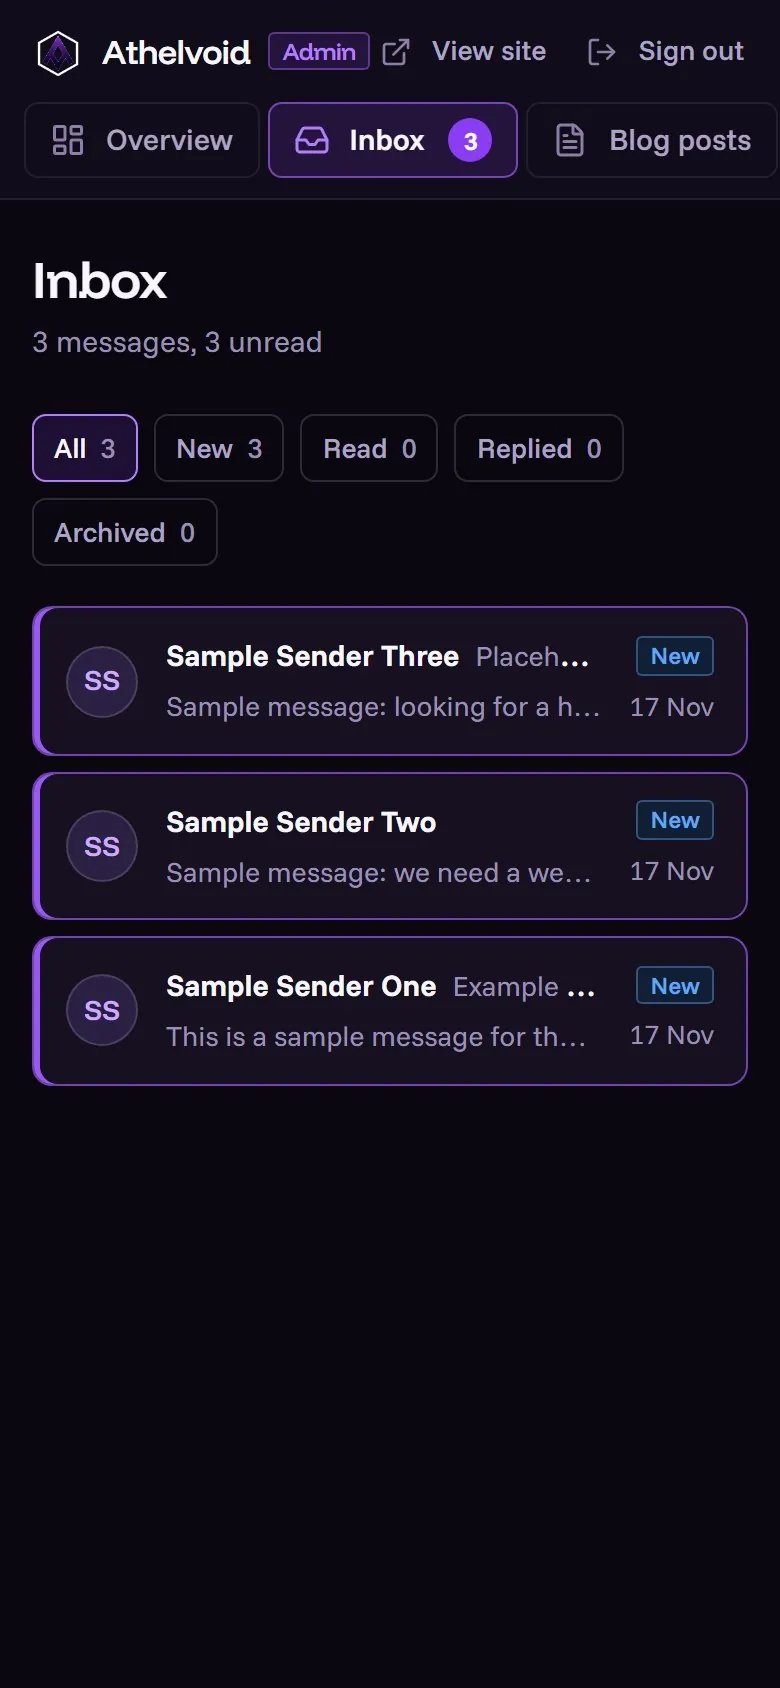 Athelvoid Admin View site Sign out
Overview Inbox 3 Blog posts
Inbox
3 messages, 3 unread
All 3 New 3 Read 0 Replied 0
Archived 0
SS Sample Sender Three Placeh... New
Sample message: looking for a h... 17 Nov
SS Sample Sender Two New
Sample message: we need a we... 17 Nov
SS Sample Sender One Example ... New
This is a sample message for th... 17 Nov